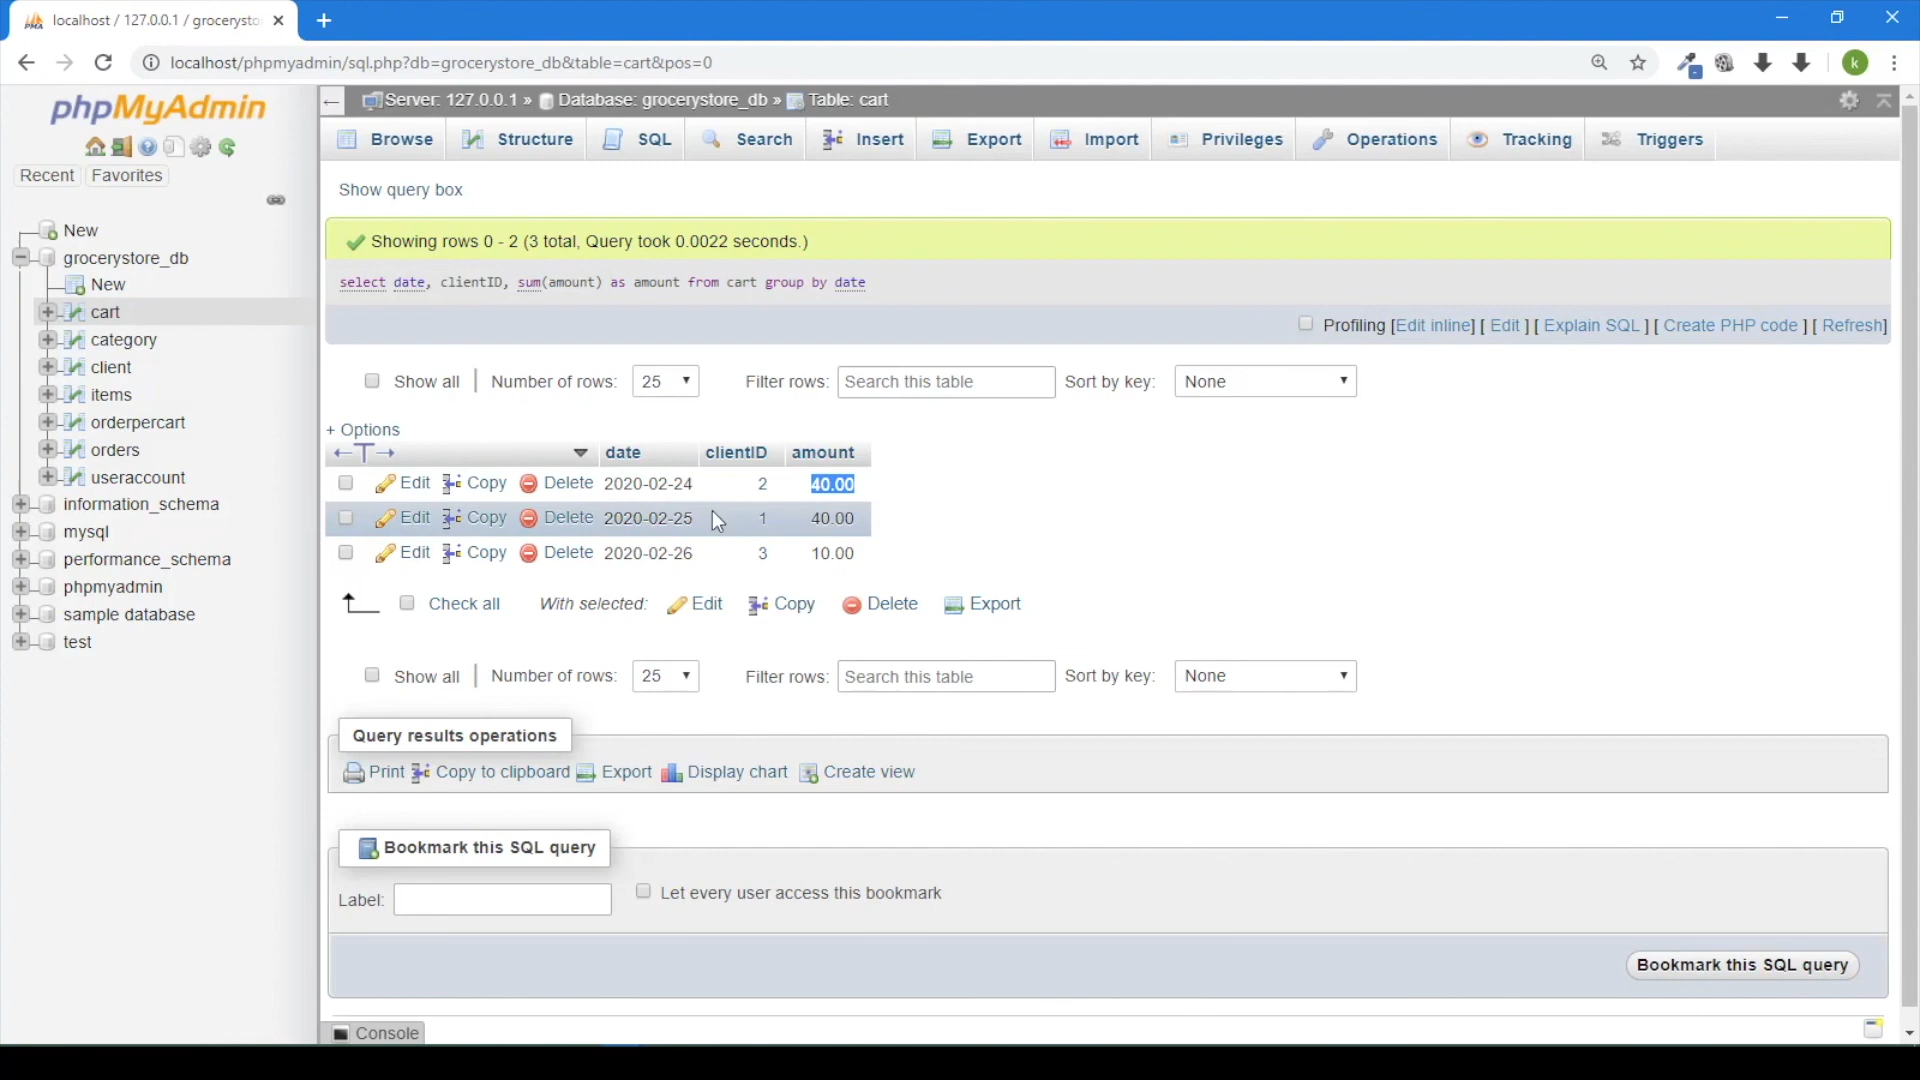 localhost / 127.0.0.1 / grocerysto
localhost/phpmyadmin/sql.php?db=grocerystore_db&table=cart&pos=0
k
phpMyAdmin
Recent Favorites
New
grocerystore_db
New
cart
category
client
items
orderpercart
orders
useraccount
information_schema
mysql
performance_schema
phpmyadmin
sample database
test
Server: 127.0.0.1 » Database: grocerystore_db » Table: cart
Browse Structure SQL Search Insert Export Import Privileges Operations Tracking Triggers
Show query box
Showing rows 0 - 2 (3 total, Query took 0.0022 seconds.)
select date, clientID, sum(amount) as amount from cart group by date
Profiling [Edit inline] [ Edit ] [ Explain SQL ] [ Create PHP code ] [ Refresh]
Show all | Number of rows: 25 Filter rows: Search this table Sort by key: None
+ Options
←T→ date clientID amount
Edit Copy Delete 2020-02-24 2 40.00
Edit Copy Delete 2020-02-25 1 40.00
Edit Copy Delete 2020-02-26 3 10.00
Check all With selected: Edit Copy Delete Export
Show all | Number of rows: 25 Filter rows: Search this table Sort by key: None
Query results operations
Print Copy to clipboard Export Display chart Create view
Bookmark this SQL query
Label: Let every user access this bookmark
Bookmark this SQL query
Console